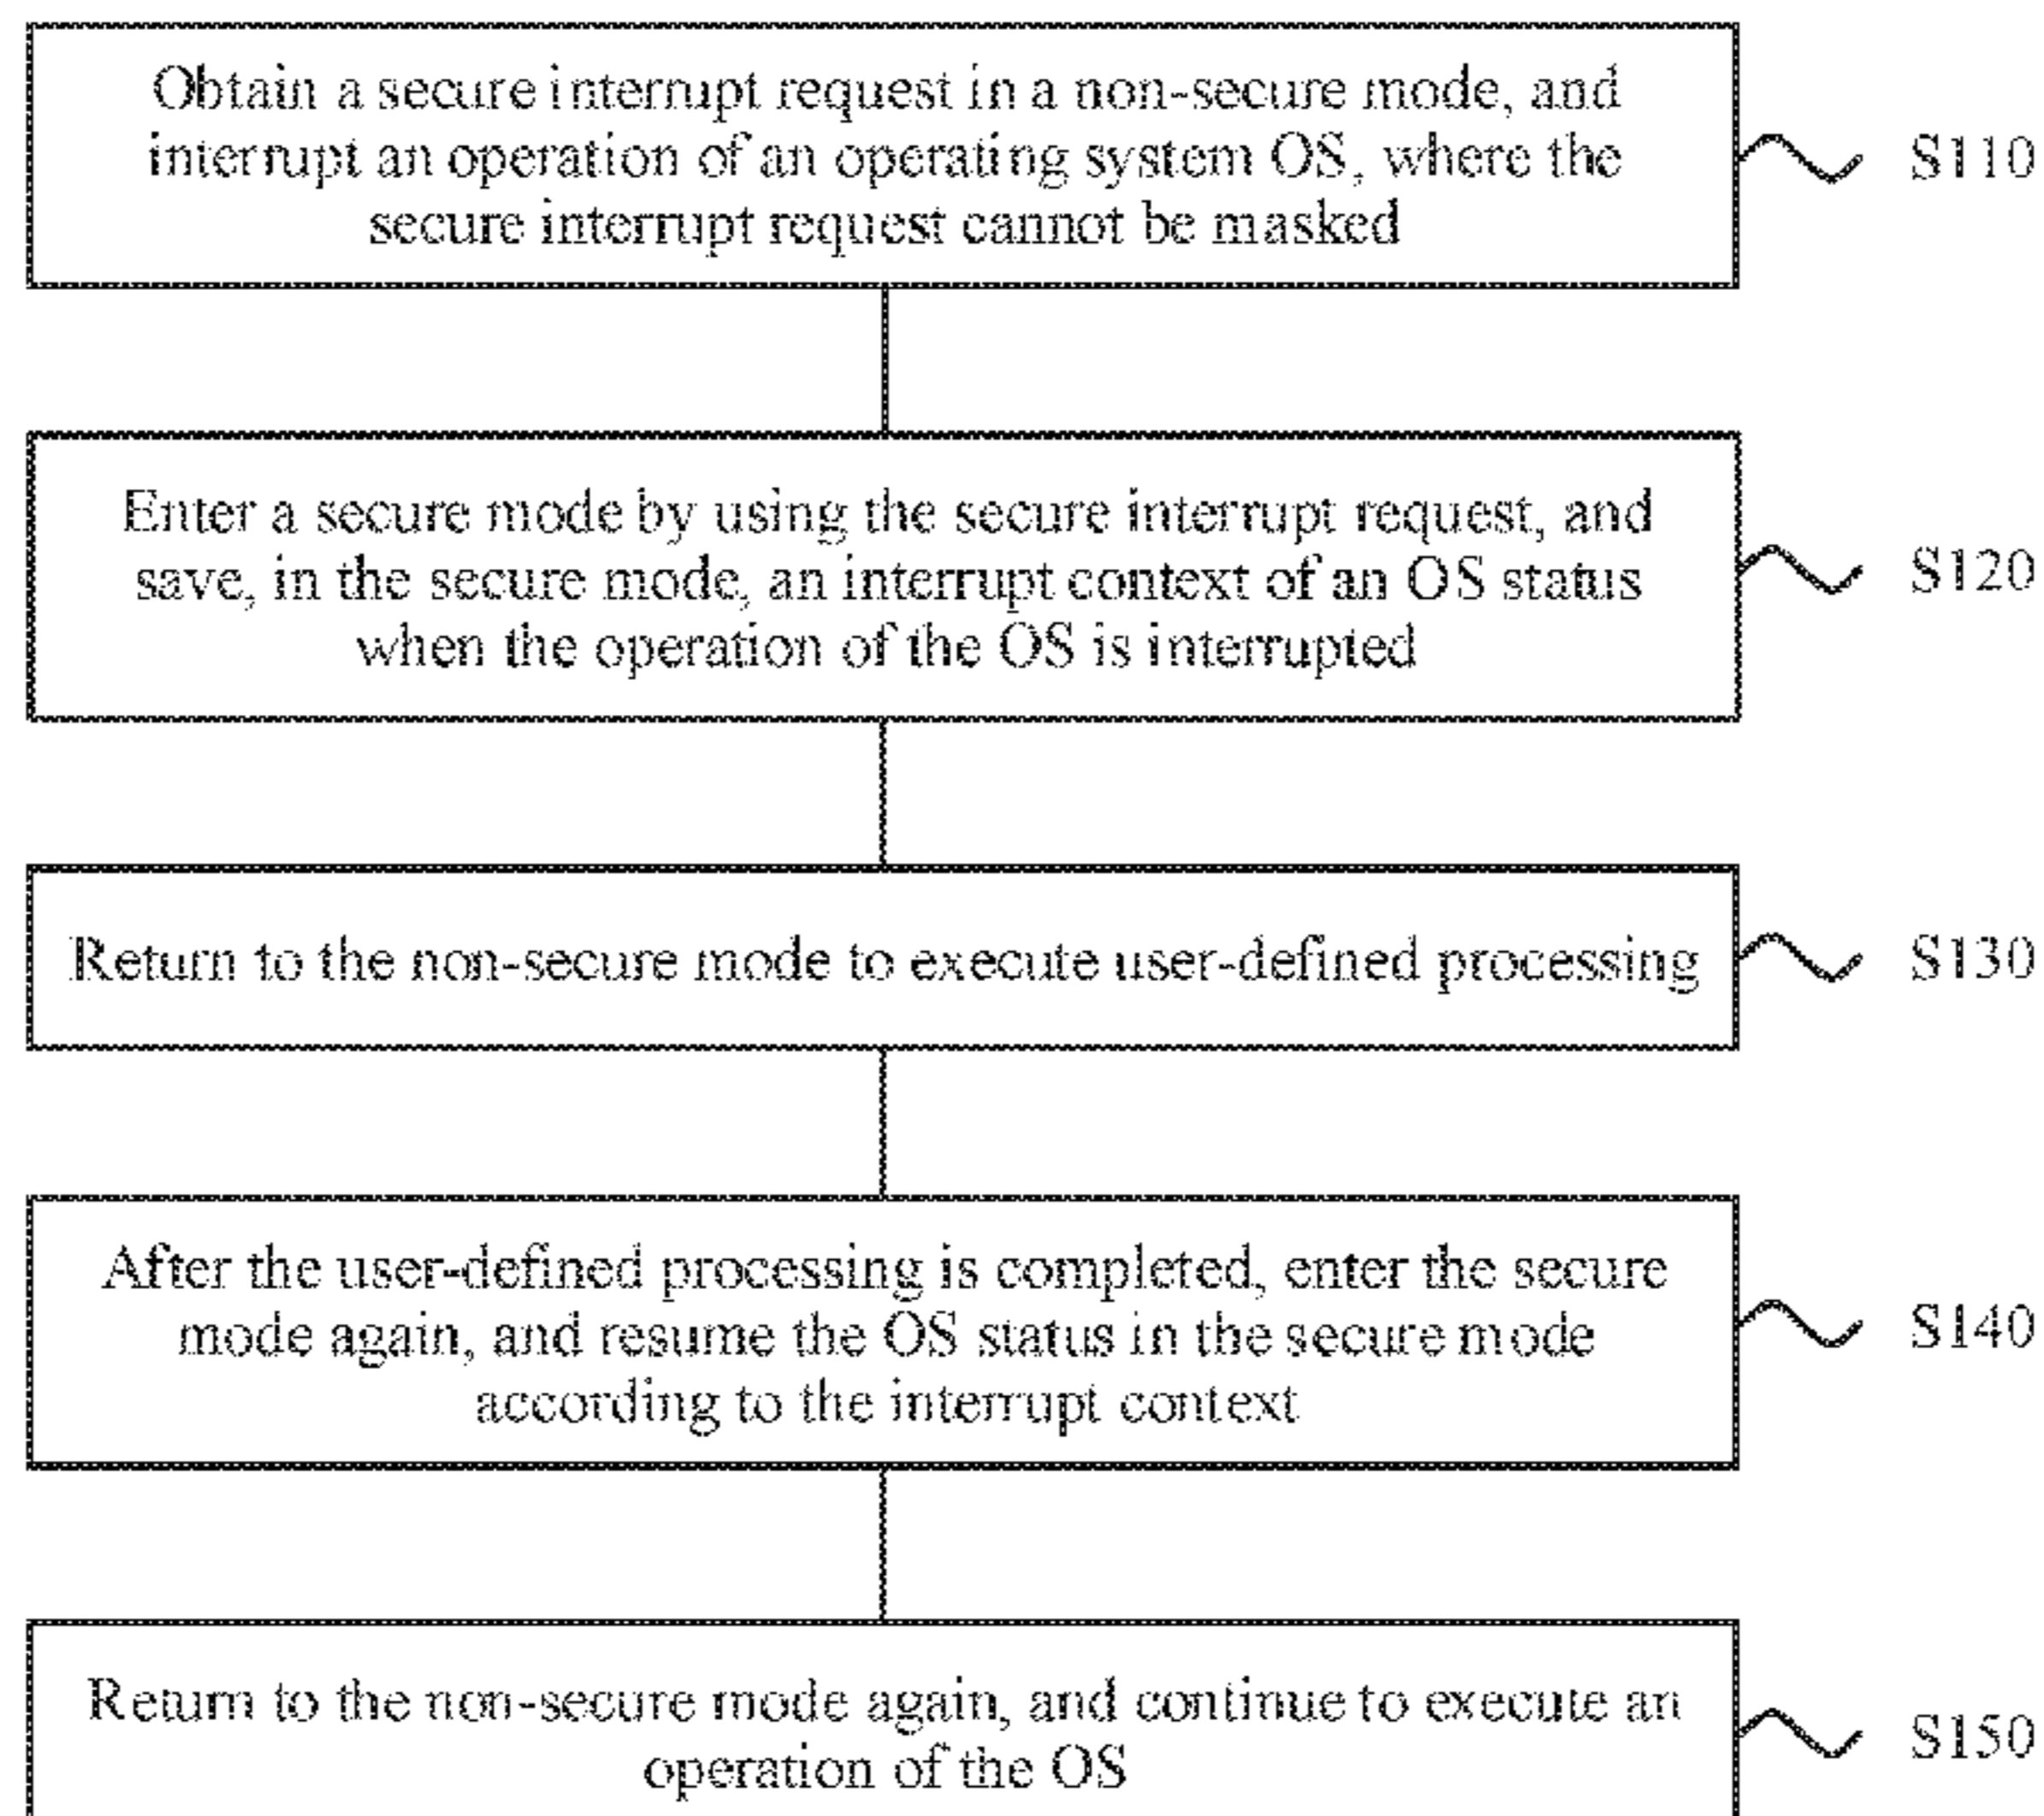 Obtain a secure interrupt request in a non-secure mode, and
interrupt an operation of an operating system OS, where the
secure interrupt request cannot be masked
S110
Enter a secure mode by using the secure interrupt request, and
save, in the secure mode, an interrupt context of an OS status
when the operation of the OS is interrupted
S120
Return to the non-secure mode to execute user-defined processing
S130
After the user-defined processing is completed, enter the secure
mode again, and resume the OS status in the secure mode
according to the interrupt context
S140
Return to the non-secure mode again, and continue to execute an
operation of the OS
S150